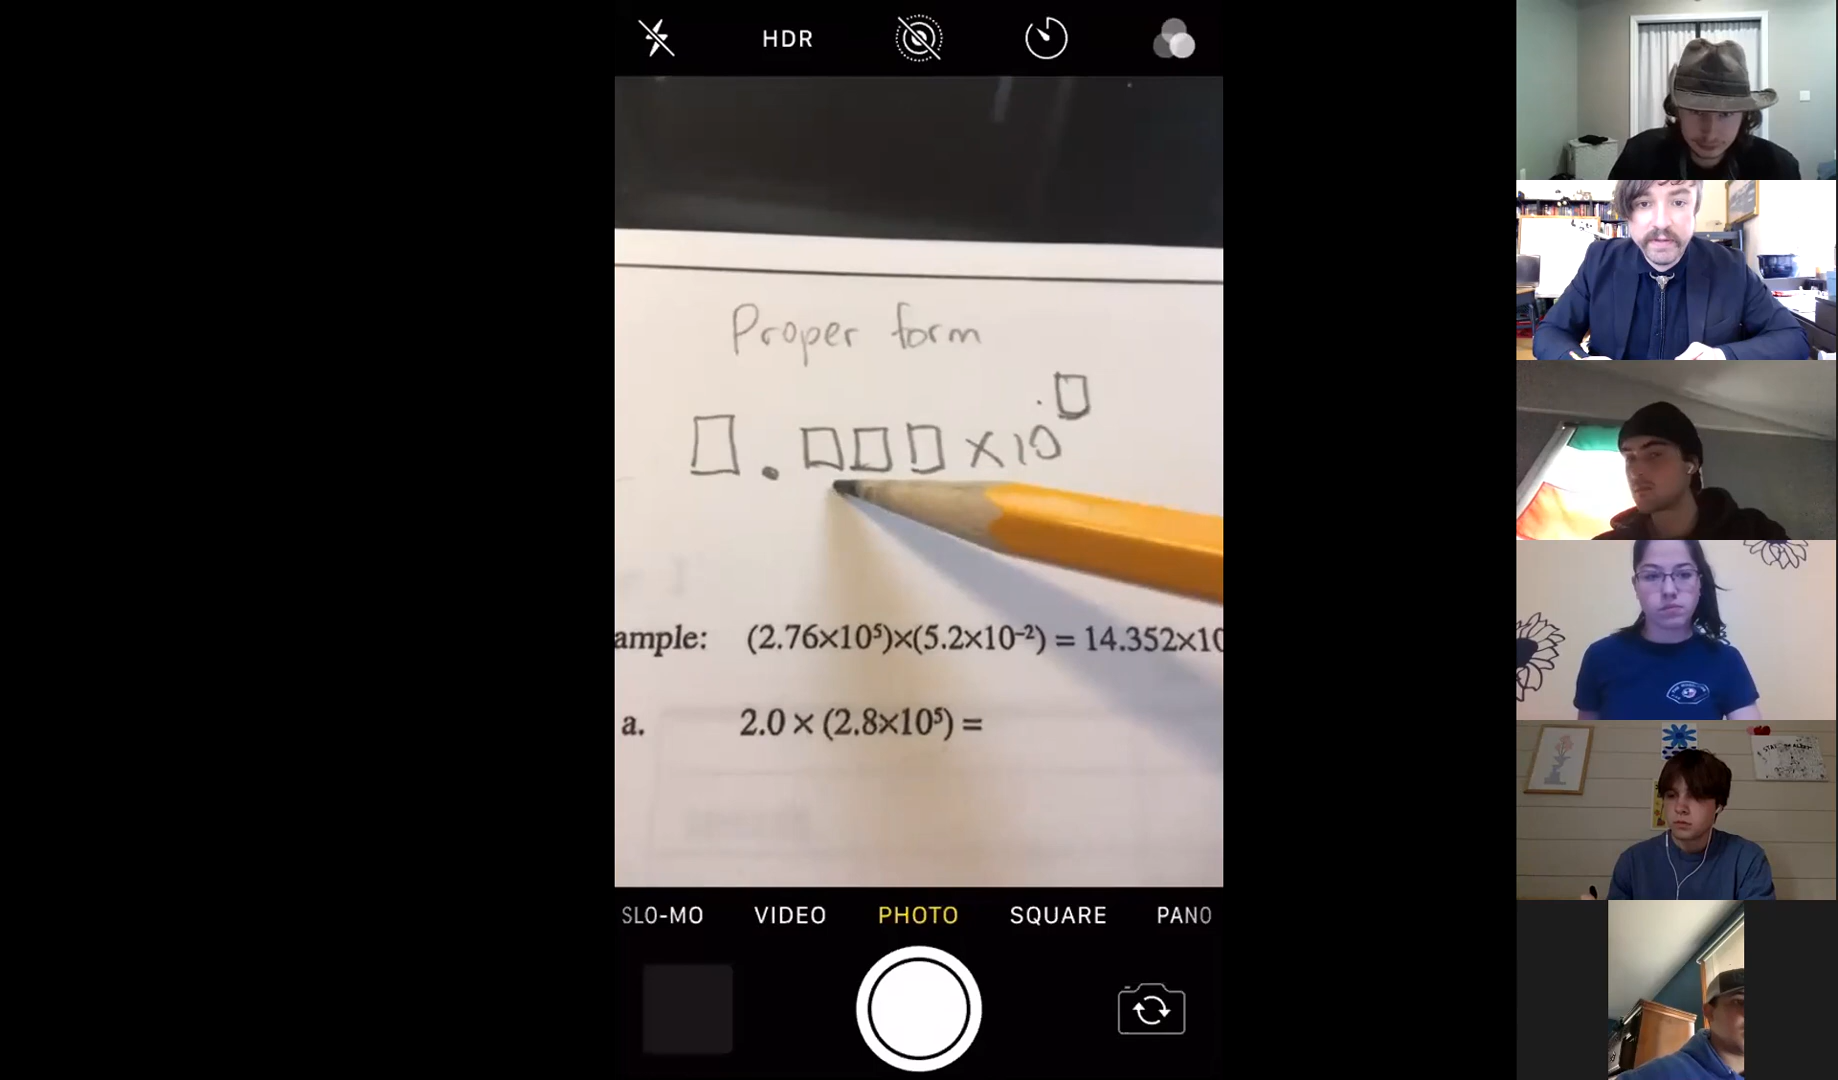 HDR
Proper form
□.□□□×10□
ample: (2.76×10⁵)×(5.2×10⁻²) = 14.352×10
a. 2.0 × (2.8×10⁵) =
SLO-MO VIDEO PHOTO SQUARE PANO